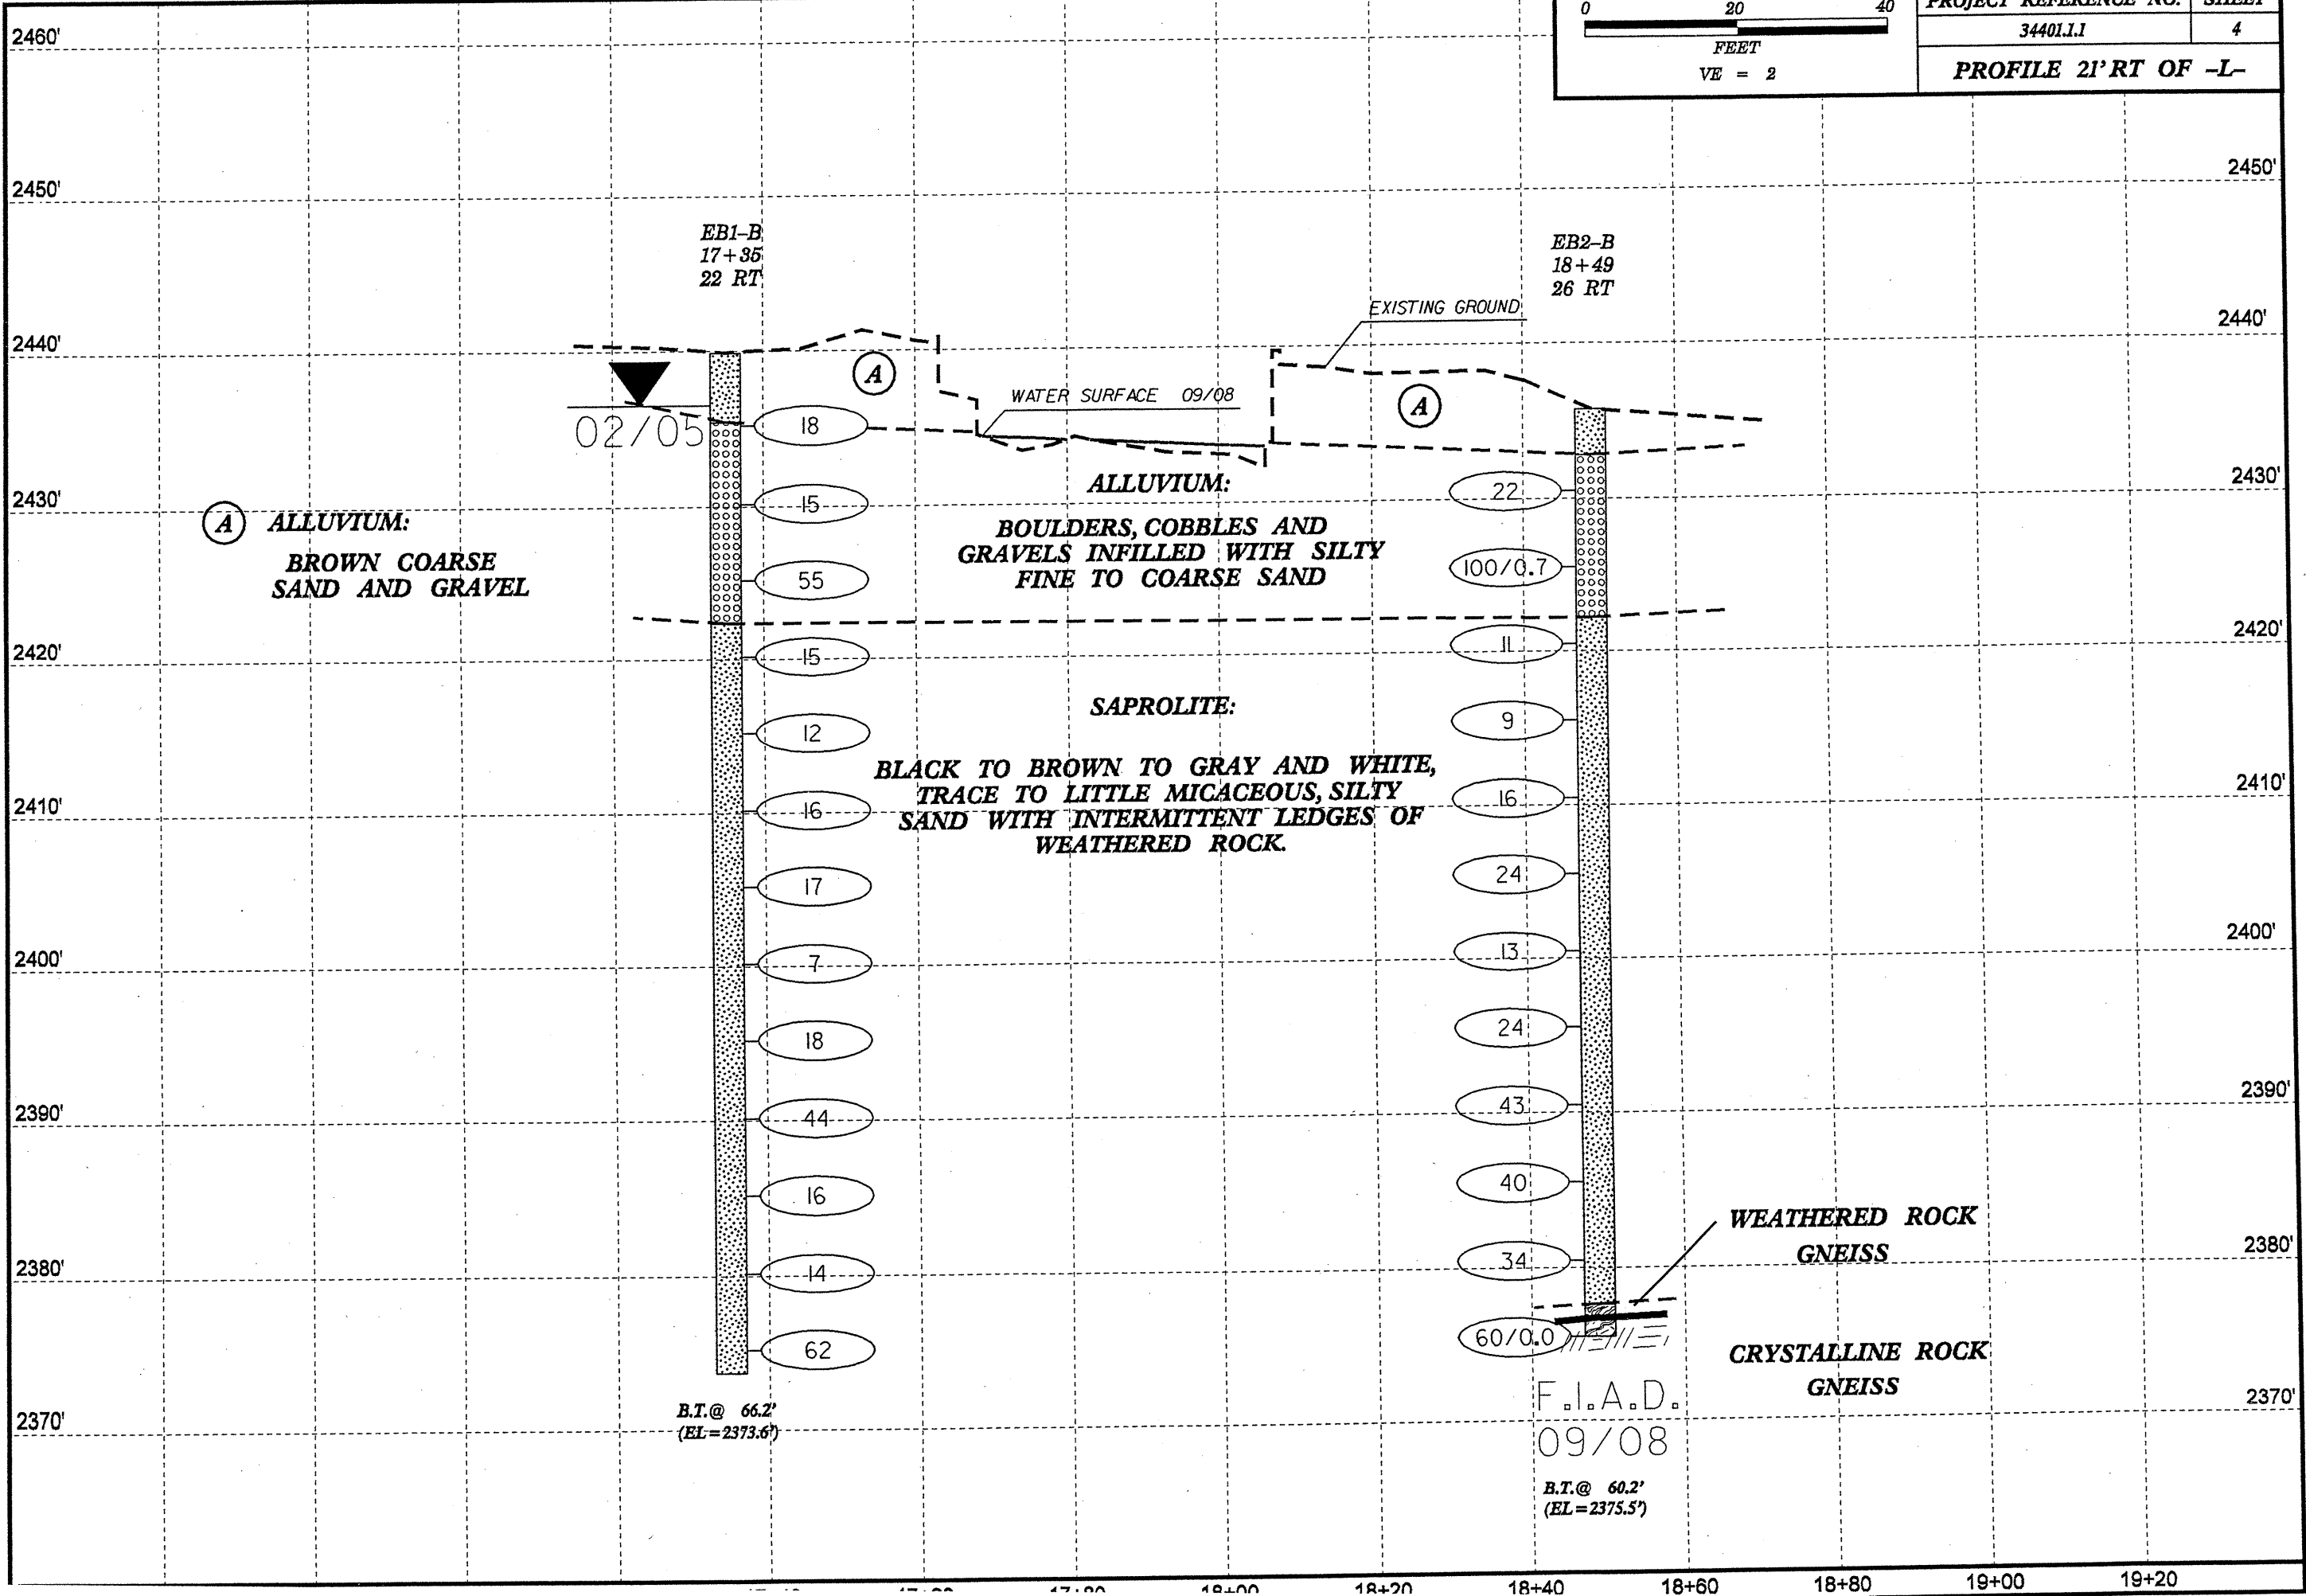 0 20 40
FEET
VE = 2
PROJECT REFERENCE NO. SHEET
34401.1.1 4
PROFILE 21' RT OF -L-
2460'
2450' 2450'
EB1-B
17+35
22 RT
EB2-B
18+49
26 RT
EXISTING GROUND
2440' 2440'
A
WATER SURFACE 09/08
A
02/05
18
2430' 2430'
A ALLUVIUM:
BROWN COARSE
SAND AND GRAVEL
15
ALLUVIUM:
BOULDERS, COBBLES AND
GRAVELS INFILLED WITH SILTY
FINE TO COARSE SAND
22
55
100/0.7
2420' 2420'
15
11
SAPROLITE:
12
9
BLACK TO BROWN TO GRAY AND WHITE,
TRACE TO LITTLE MICACEOUS, SILTY
SAND WITH INTERMITTENT LEDGES OF
WEATHERED ROCK.
2410' 2410'
16
16
17
24
2400' 2400'
7
13
18
24
2390' 2390'
44
43
16
40
WEATHERED ROCK
GNEISS
2380' 2380'
14
34
62
60/0.0
CRYSTALLINE ROCK
GNEISS
2370' 2370'
B.T.@ 66.2'
(EL=2373.6')
F.I.A.D.
09/08
B.T.@ 60.2'
(EL=2375.5')
17+80 18+00 18+20 18+40 18+60 18+80 19+00 19+20